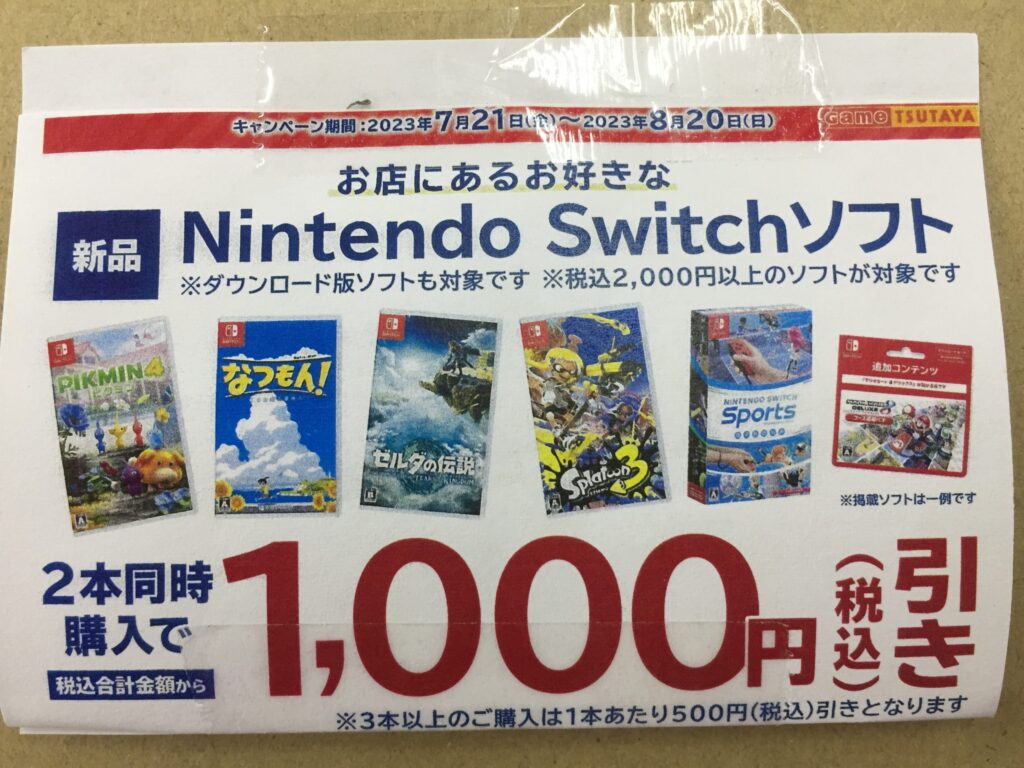 キャンペーン期間:2023年7月21日(金)～2023年8月20日(日)
Game TSUTAYA
お店にあるお好きな
新品
Nintendo Switchソフト
※ダウンロード版ソフトも対象です ※税込2,000円以上のソフトが対象です
PIKMIN 4
なつもん!
ゼルダの伝説
Splatoon 3
NINTENDO SWITCH
Sports
追加コンテンツ
DELUXE 8
※掲載ソフトは一例です
2本同時
購入で
税込合計金額から
1,000円
(税込)
引き
※3本以上のご購入は1本あたり500円(税込)引きとなります